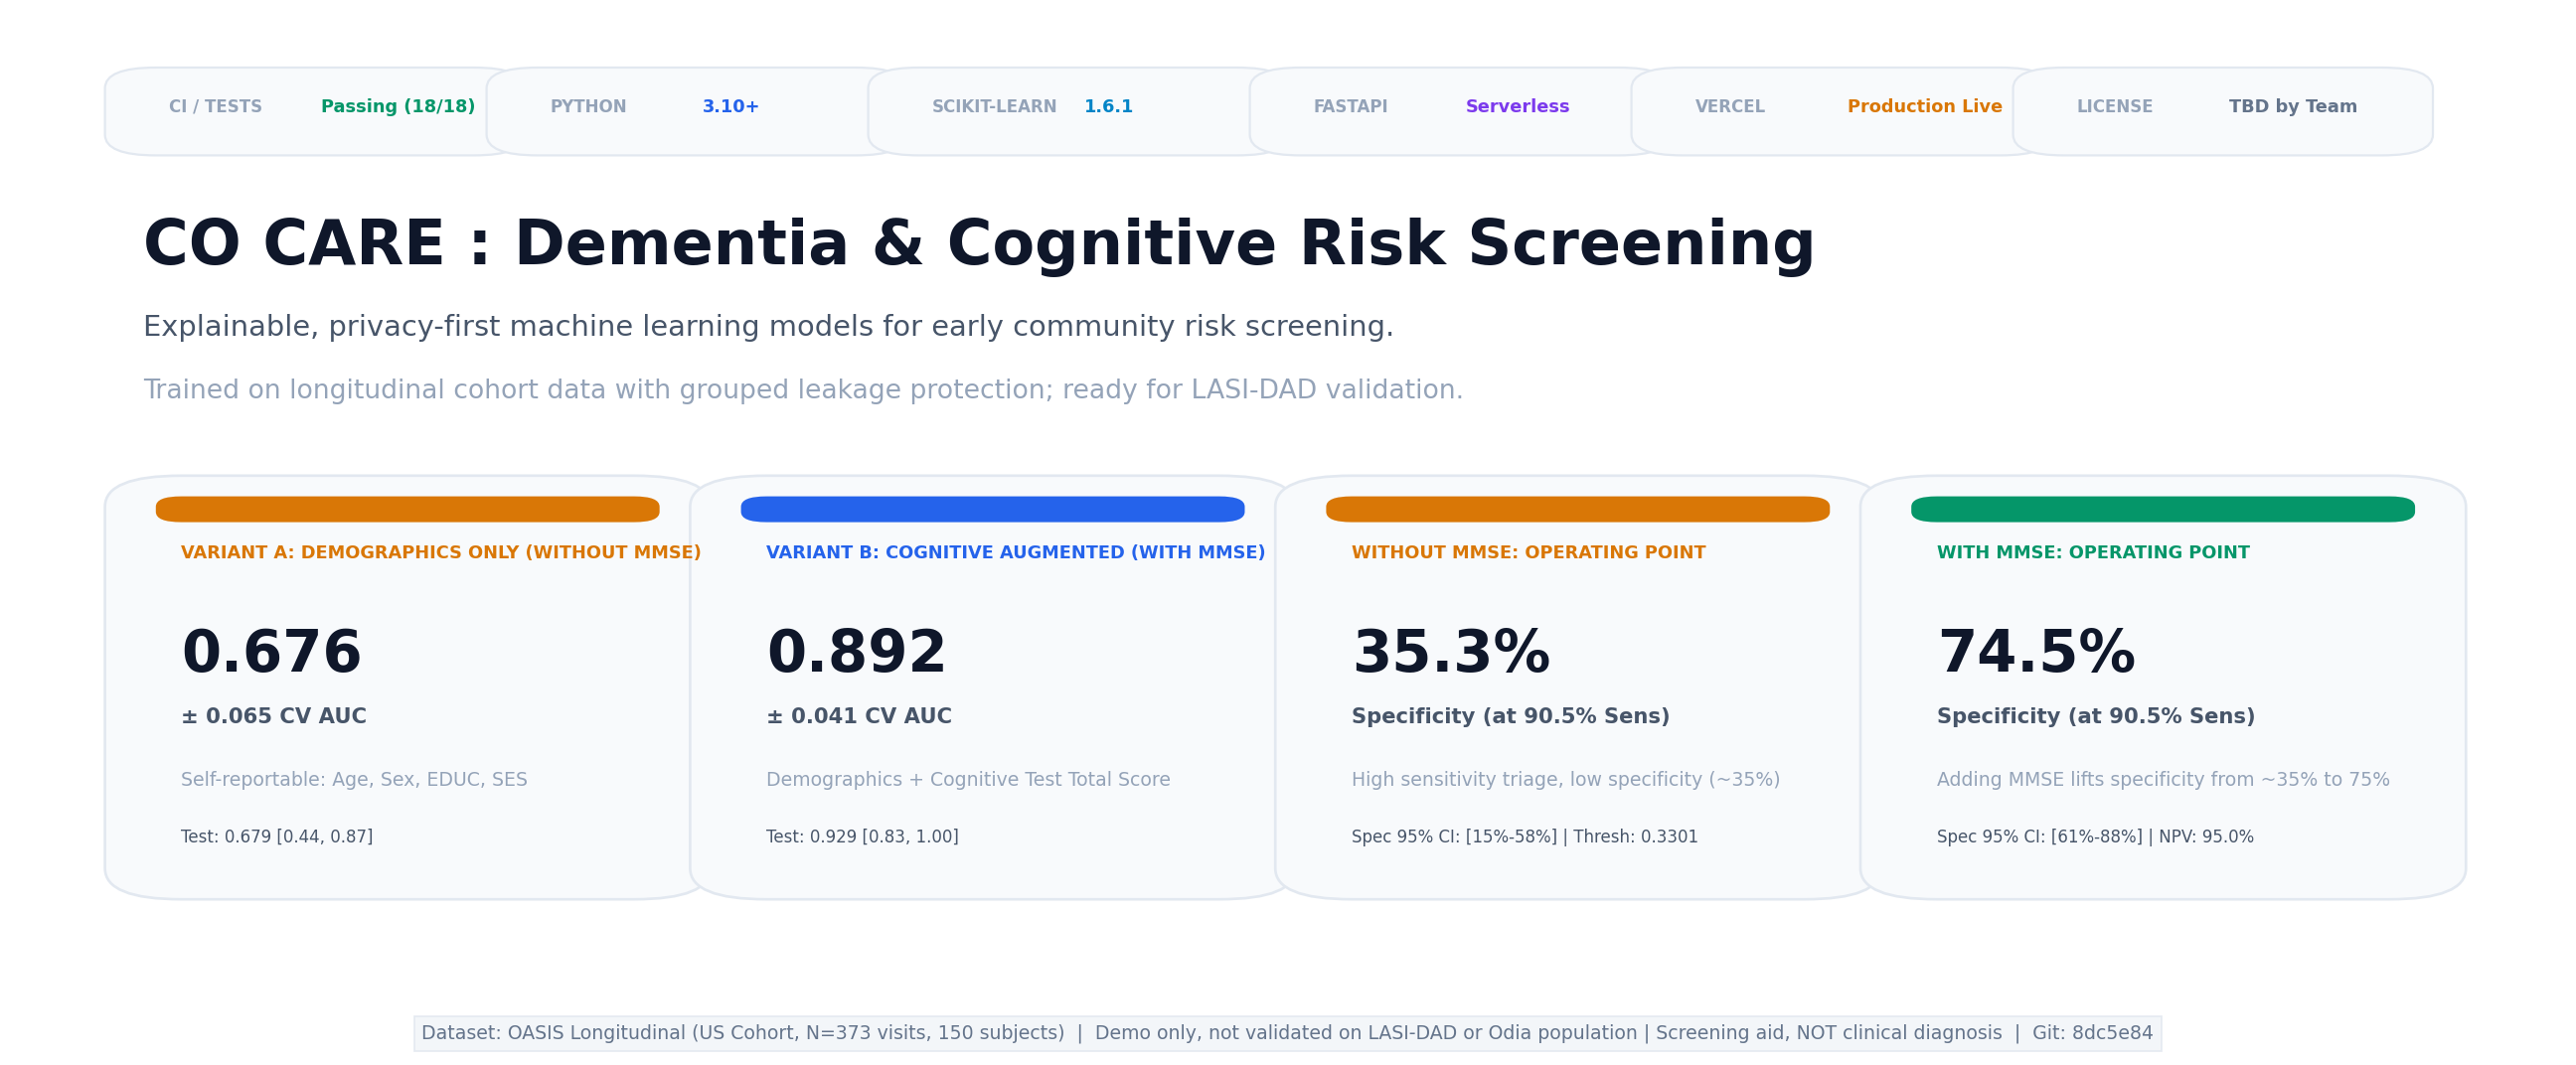 CI / TESTS Passing (18/18) PYTHON 3.10+ SCIKIT-LEARN 1.6.1 FASTAPI Serverless VERCEL Production Live LICENSE TBD by Team
CO CARE : Dementia & Cognitive Risk Screening
Explainable, privacy-first machine learning models for early community risk screening.
Trained on longitudinal cohort data with grouped leakage protection; ready for LASI-DAD validation.
VARIANT A: DEMOGRAPHICS ONLY (WITHOUT MMSE)
0.676
± 0.065 CV AUC
Self-reportable: Age, Sex, EDUC, SES
Test: 0.679 [0.44, 0.87]
VARIANT B: COGNITIVE AUGMENTED (WITH MMSE)
0.892
± 0.041 CV AUC
Demographics + Cognitive Test Total Score
Test: 0.929 [0.83, 1.00]
WITHOUT MMSE: OPERATING POINT
35.3%
Specificity (at 90.5% Sens)
High sensitivity triage, low specificity (~35%)
Spec 95% CI: [15%-58%] | Thresh: 0.3301
WITH MMSE: OPERATING POINT
74.5%
Specificity (at 90.5% Sens)
Adding MMSE lifts specificity from ~35% to 75%
Spec 95% CI: [61%-88%] | NPV: 95.0%
Dataset: OASIS Longitudinal (US Cohort, N=373 visits, 150 subjects) | Demo only, not validated on LASI-DAD or Odia population | Screening aid, NOT clinical diagnosis | Git: 8dc5e84